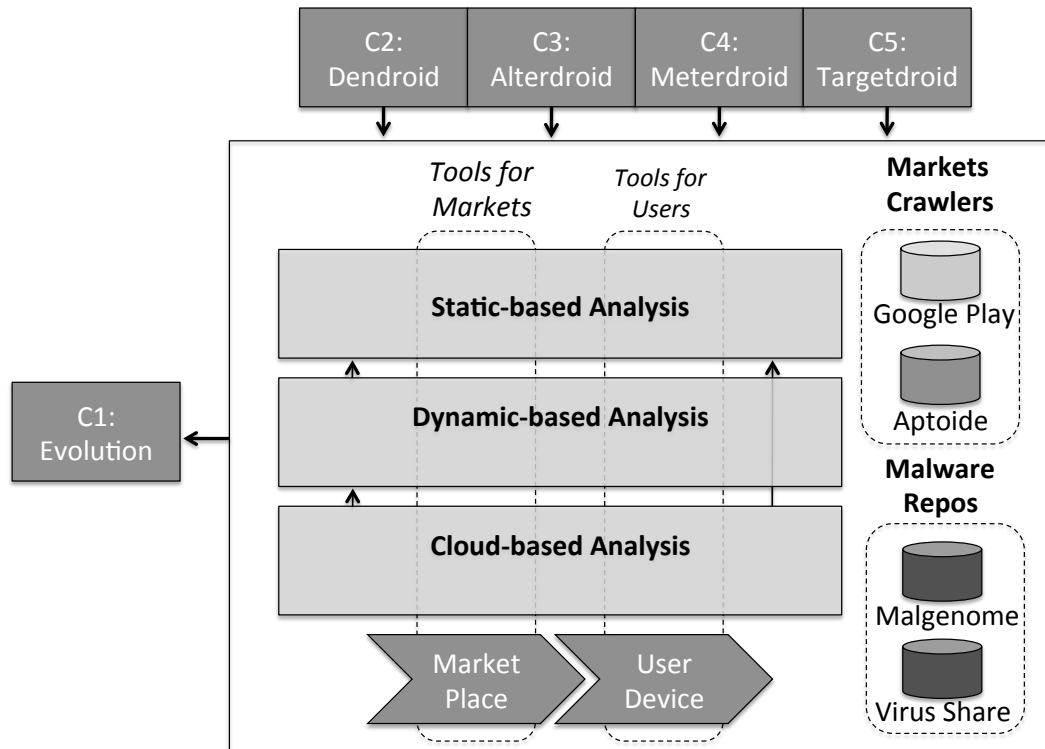 C2:
Dendroid
C3:
Alterdroid
C4:
Meterdroid
C5:
Targetdroid
Tools for
Markets
Tools for
Users
Markets
Crawlers
Static-based Analysis
Google Play
C1:
Evolution
Dynamic-based Analysis
Aptoide
Malware
Repos
Cloud-based Analysis
Malgenome
Market
Place
User
Device
Virus Share